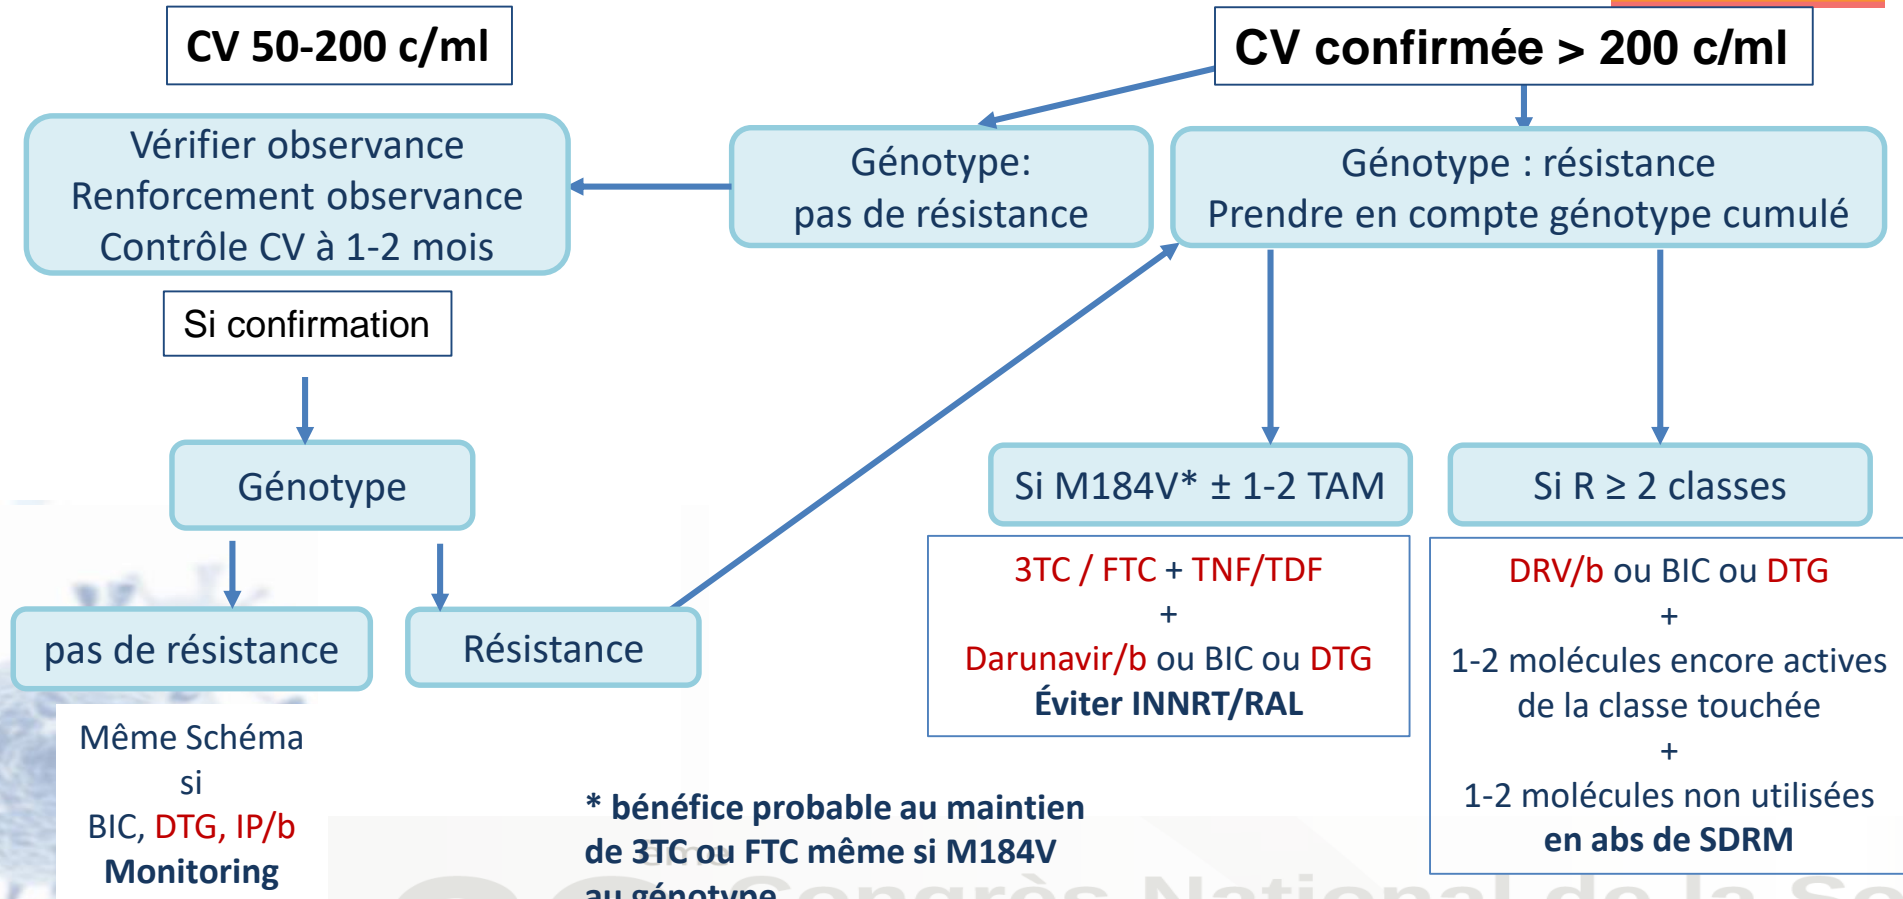 CV 50-200 c/ml
CV confirmée > 200 c/ml
Vérifier observance
Renforcement observance
Contrôle CV à 1-2 mois
Génotype:
pas de résistance
Génotype : résistance
Prendre en compte génotype cumulé
Si confirmation
Génotype
pas de résistance
Résistance
Même Schéma
si
BIC, DTG, IP/b
Monitoring
Si M184V* ± 1-2 TAM
3TC / FTC + TNF/TDF
+
Darunavir/b ou BIC ou DTG
Éviter INNRT/RAL
Si R ≥ 2 classes
DRV/b ou BIC ou DTG
+
1-2 molécules encore actives
de la classe touchée
+
1-2 molécules non utilisées
en abs de SDRM
* bénéfice probable au maintien
de 3TC ou FTC même si M184V
au génotype
ème
Congrès National de la